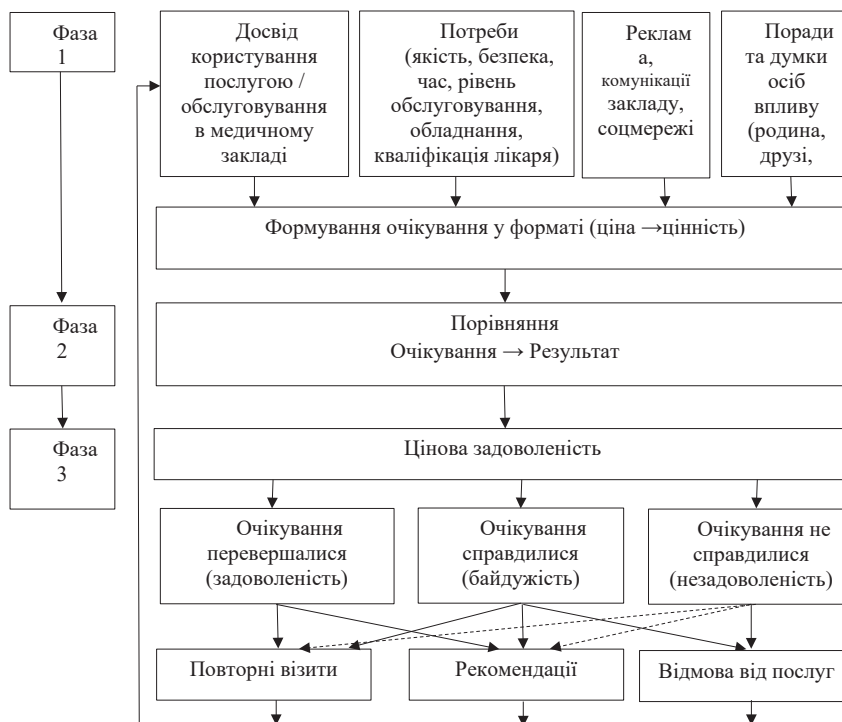 Фаза
1
Досвід
користування
послугою /
обслуговування
в медичному
закладі
Потреби
(якість, безпека,
час, рівень
обслуговування,
обладнання,
кваліфікація лікаря)
Реклам
а, комунікації
закладу,
соцмережі
Поради
та думки
осіб
впливу
(родина,
друзі,
Формування очікування у форматі (ціна →цінність)
Фаза
2
Порівняння
Очікування → Результат
Фаза
3
Цінова задоволеність
Очікування
перевершалися
(задоволеність)
Очікування
справдилися
(байдужість)
Очікування не
справдилися
(незадоволеність)
Повторні візити
Рекомендації
Відмова від послуг